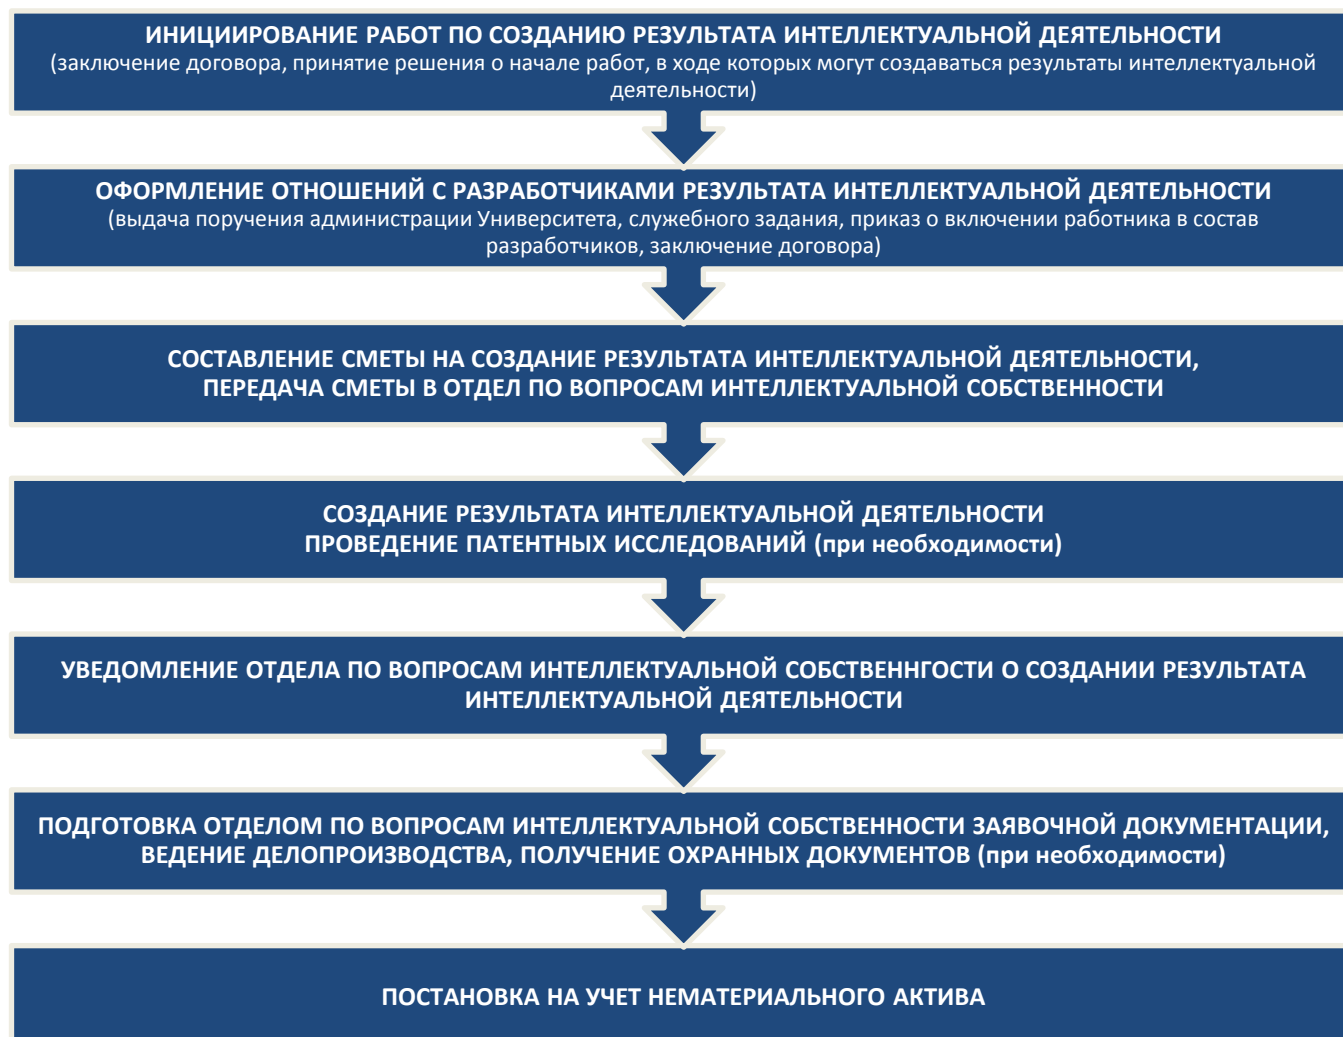 ИНИЦИИРОВАНИЕ РАБОТ ПО СОЗДАНИЮ РЕЗУЛЬТАТА ИНТЕЛЛЕКТУАЛЬНОЙ ДЕЯТЕЛЬНОСТИ
(заключение договора, принятие решения о начале работ, в ходе которых могут создаваться результаты интеллектуальной
деятельности)
ОФОРМЛЕНИЕ ОТНОШЕНИЙ С РАЗРАБОТЧИКАМИ РЕЗУЛЬТАТА ИНТЕЛЛЕКТУАЛЬНОЙ ДЕЯТЕЛЬНОСТИ
(выдача поручения администрации Университета, служебного задания, приказ о включении работника в состав
разработчиков, заключение договора)
СОСТАВЛЕНИЕ СМЕТЫ НА СОЗДАНИЕ РЕЗУЛЬТАТА ИНТЕЛЛЕКТУАЛЬНОЙ ДЕЯТЕЛЬНОСТИ,
ПЕРЕДАЧА СМЕТЫ В ОТДЕЛ ПО ВОПРОСАМ ИНТЕЛЛЕКТУАЛЬНОЙ СОБСТВЕННОСТИ
СОЗДАНИЕ РЕЗУЛЬТАТА ИНТЕЛЛЕКТУАЛЬНОЙ ДЕЯТЕЛЬНОСТИ
ПРОВЕДЕНИЕ ПАТЕНТНЫХ ИССЛЕДОВАНИЙ (при необходимости)
УВЕДОМЛЕНИЕ ОТДЕЛА ПО ВОПРОСАМ ИНТЕЛЛЕКТУАЛЬНОЙ СОБСТВЕННГОСТИ О СОЗДАНИИ РЕЗУЛЬТАТА
ИНТЕЛЛЕКТУАЛЬНОЙ ДЕЯТЕЛЬНОСТИ
ПОДГОТОВКА ОТДЕЛОМ ПО ВОПРОСАМ ИНТЕЛЛЕКТУАЛЬНОЙ СОБСТВЕННОСТИ ЗАЯВОЧНОЙ ДОКУМЕНТАЦИИ,
ВЕДЕНИЕ ДЕЛОПРОИЗВОДСТВА, ПОЛУЧЕНИЕ ОХРАННЫХ ДОКУМЕНТОВ (при необходимости)
ПОСТАНОВКА НА УЧЕТ НЕМАТЕРИАЛЬНОГО АКТИВА